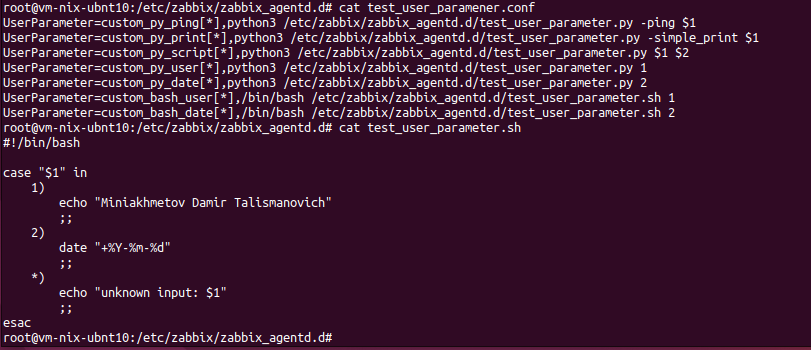 root@vm-nix-ubnt10:/etc/zabbix/zabbix_agentd.d# cat test_user_paramener.conf
UserParameter=custom_py_ping[*],python3 /etc/zabbix/zabbix_agentd.d/test_user_parameter.py -ping $1
UserParameter=custom_py_print[*],python3 /etc/zabbix/zabbix_agentd.d/test_user_parameter.py -simple_print $1
UserParameter=custom_py_script[*],python3 /etc/zabbix/zabbix_agentd.d/test_user_parameter.py $1 $2
UserParameter=custom_py_user[*],python3 /etc/zabbix/zabbix_agentd.d/test_user_parameter.py 1
UserParameter=custom_py_date[*],python3 /etc/zabbix/zabbix_agentd.d/test_user_parameter.py 2
UserParameter=custom_bash_user[*],/bin/bash /etc/zabbix/zabbix_agentd.d/test_user_parameter.sh 1
UserParameter=custom_bash_date[*],/bin/bash /etc/zabbix/zabbix_agentd.d/test_user_parameter.sh 2
root@vm-nix-ubnt10:/etc/zabbix/zabbix_agentd.d# cat test_user_parameter.sh
#!/bin/bash

case "$1" in
    1)
        echo "Miniakhmetov Damir Talismanovich"
        ;;
    2)
        date "+%Y-%m-%d"
        ;;
    *)
        echo "unknown input: $1"
        ;;
esac
root@vm-nix-ubnt10:/etc/zabbix/zabbix_agentd.d#